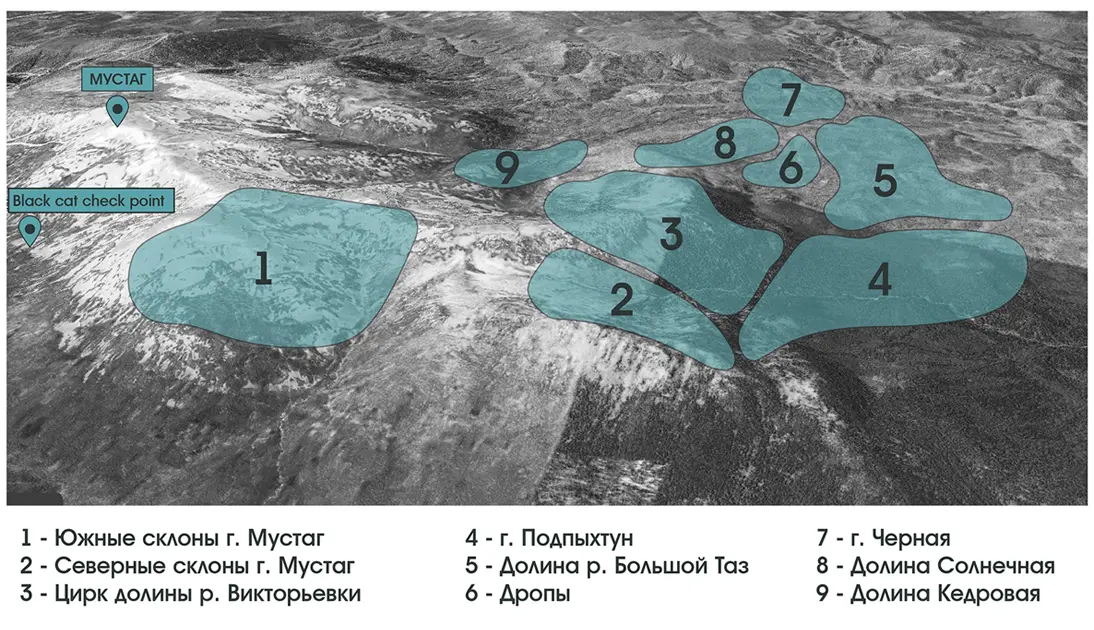 МУСТАГ
Black cat check point
7
8
9
6
5
3
1
4
2
1 - Южные склоны г. Мустаг
2 - Северные склоны г. Мустаг
3 - Цирк долины р. Викторьевки
4 - г. Подпыхтун
5 - Долина р. Большой Таз
6 - Дропы
7 - г. Черная
8 - Долина Солнечная
9 - Долина Кедровая